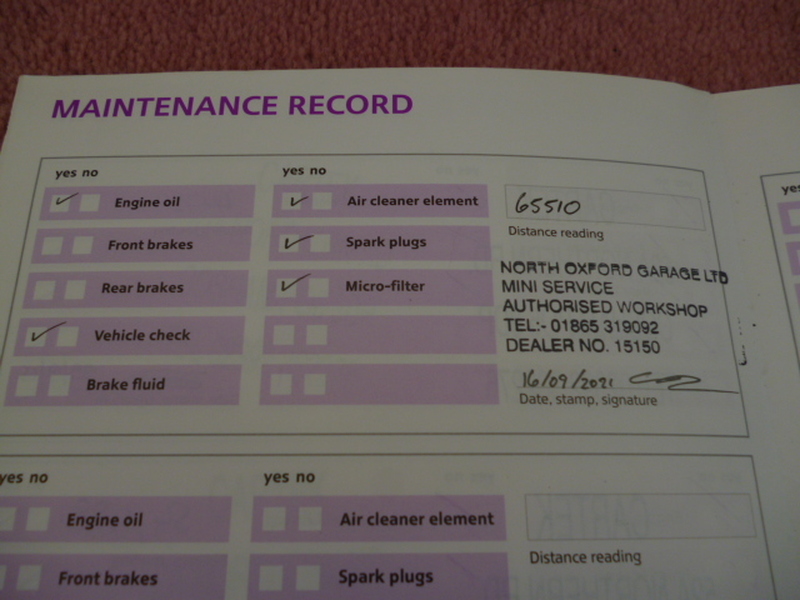 MAINTENANCE RECORD
yes no
Engine oil
Front brakes
Rear brakes
Vehicle check
Brake fluid
yes no
Air cleaner element
Spark plugs
Micro-filter
65510
Distance reading
NORTH OXFORD GARAGE LTD
MINI SERVICE
AUTHORISED WORKSHOP
TEL:- 01865 319092
DEALER NO. 15150
16/09/2021
Date, stamp, signature
yes no
Engine oil
Front brakes
yes no
Air cleaner element
Spark plugs
Distance reading